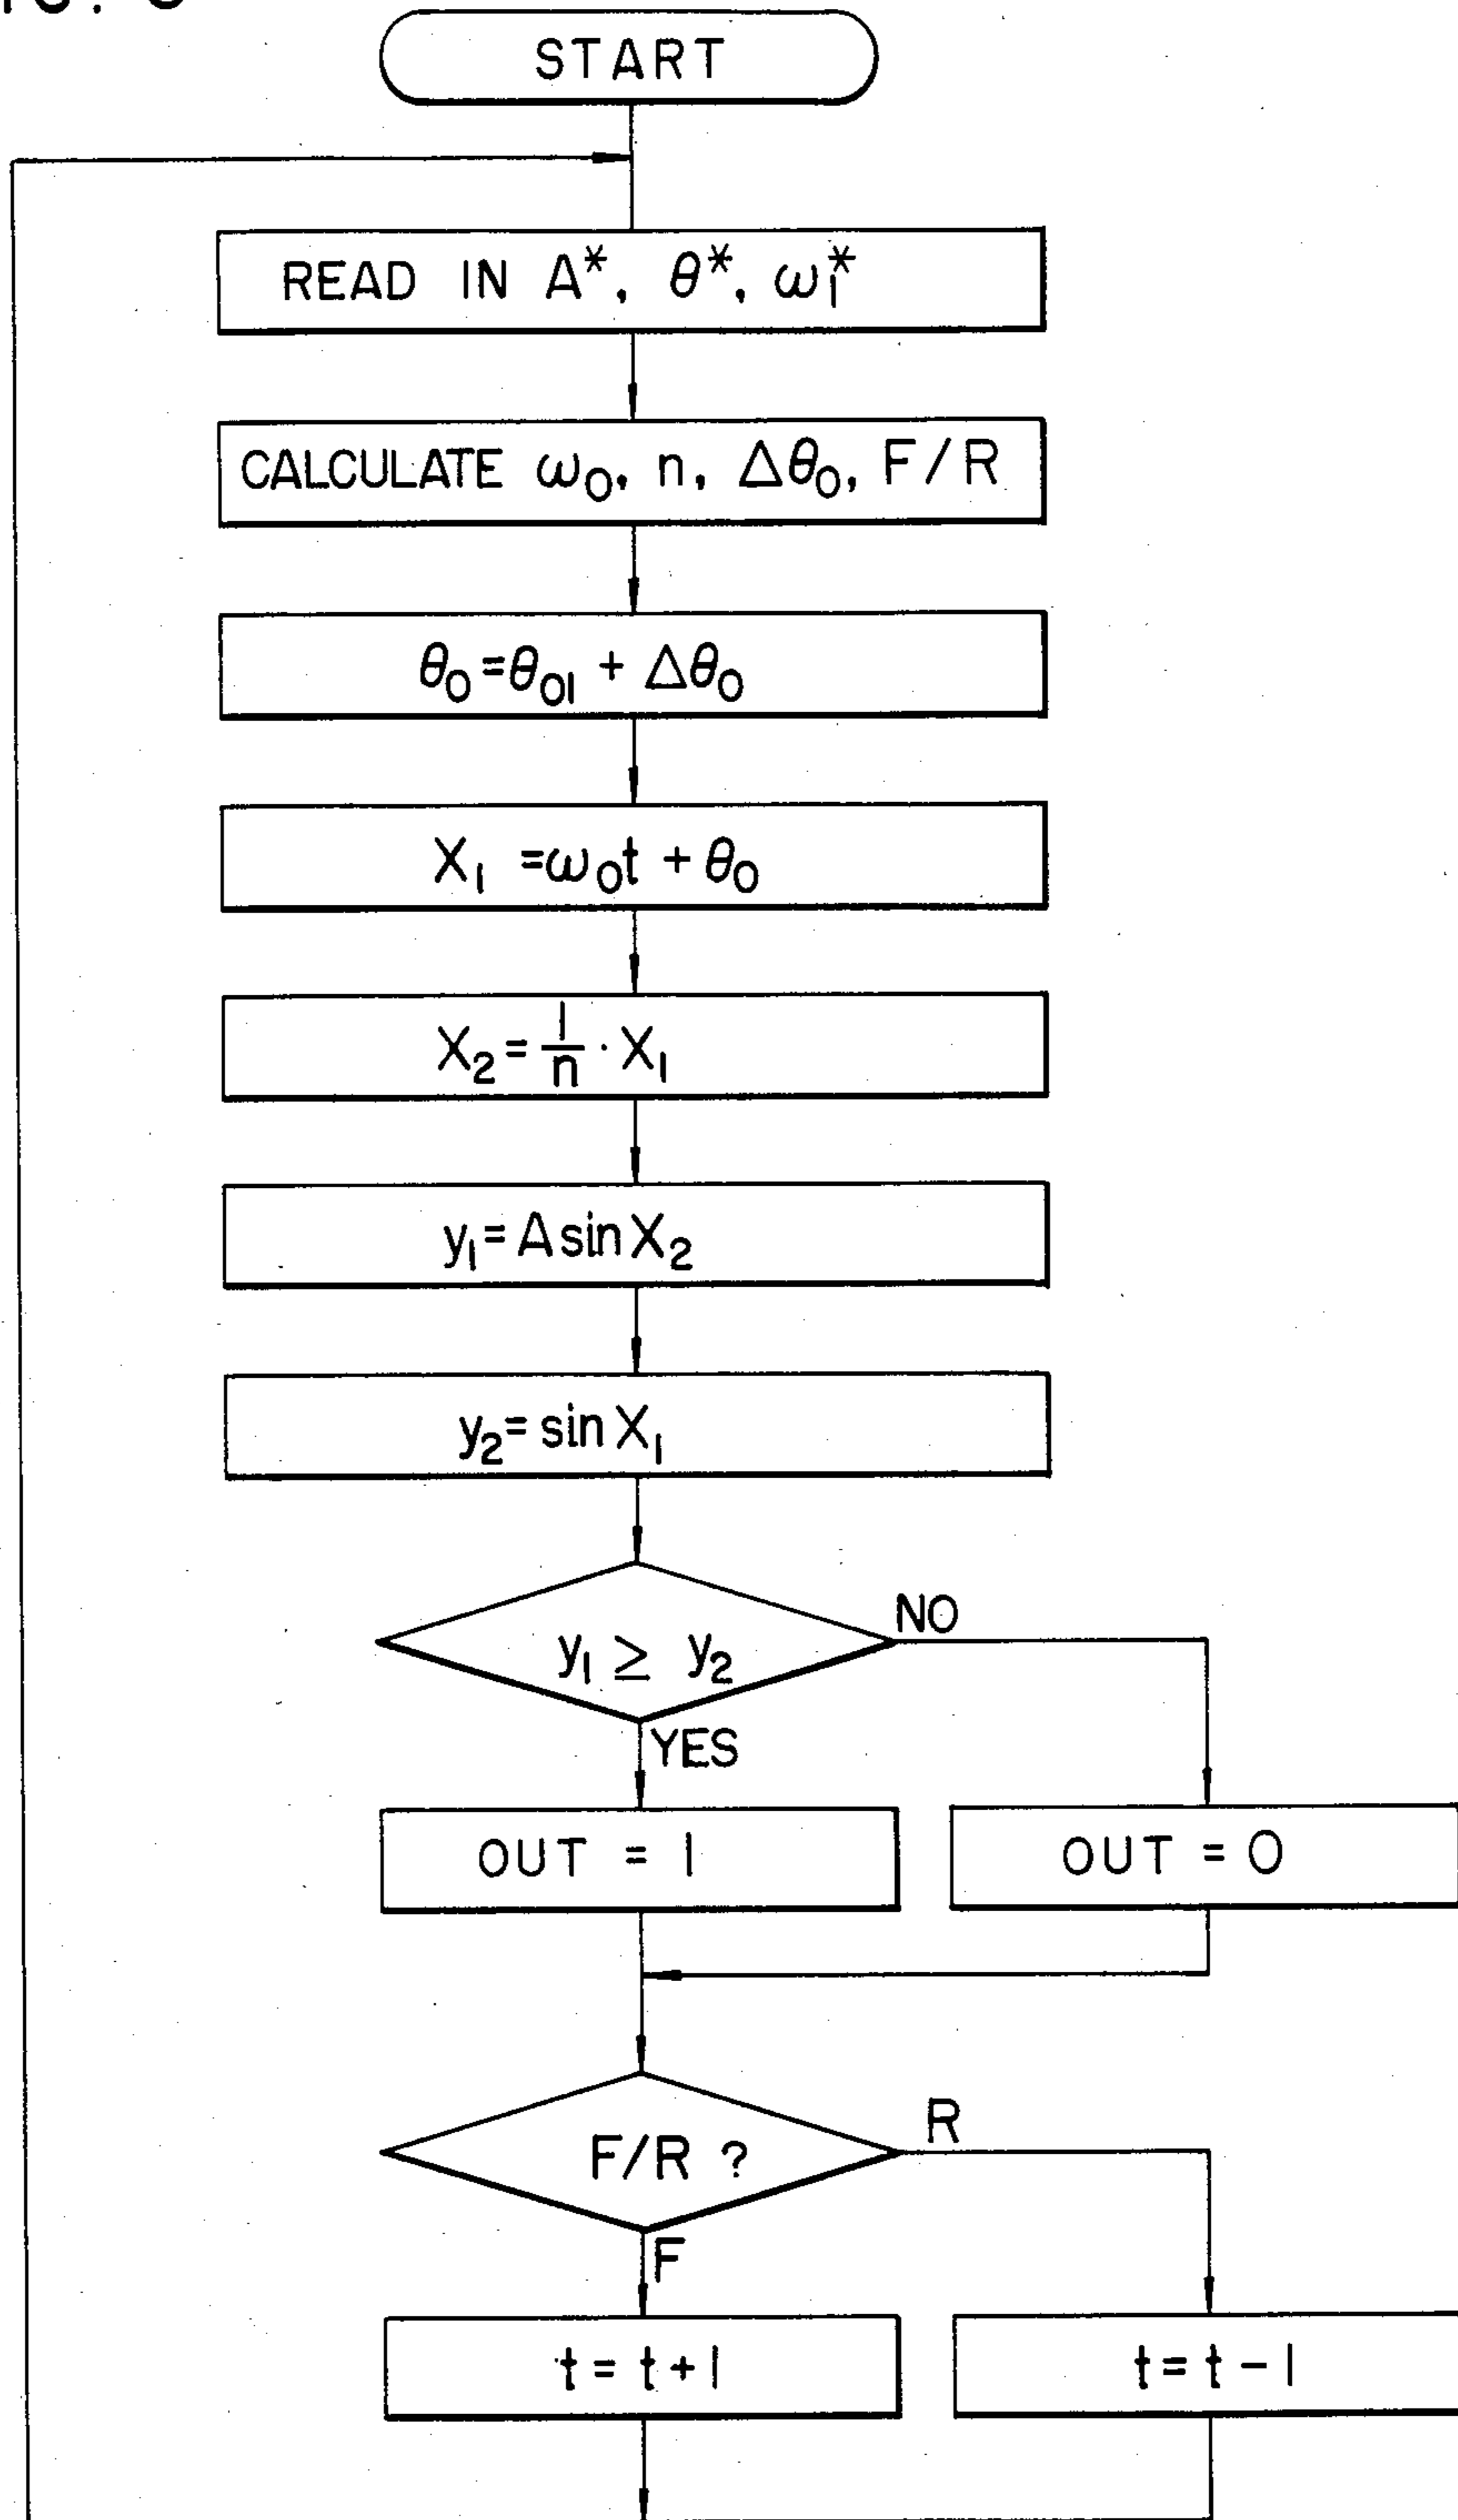 START
READ IN A*, θ*, ω₁*
CALCULATE ω₀, n, Δθ₀, F/R
θ₀=θ₀₁ + Δθ₀
X₁ =ω₀t + θ₀
X₂= 1/n · X₁
y₁= A sin X₂
y₂= sin X₁
y₁ ≥ y₂
NO
YES
OUT = 1
OUT = 0
F/R ?
R
F
t= t+1
t= t-1